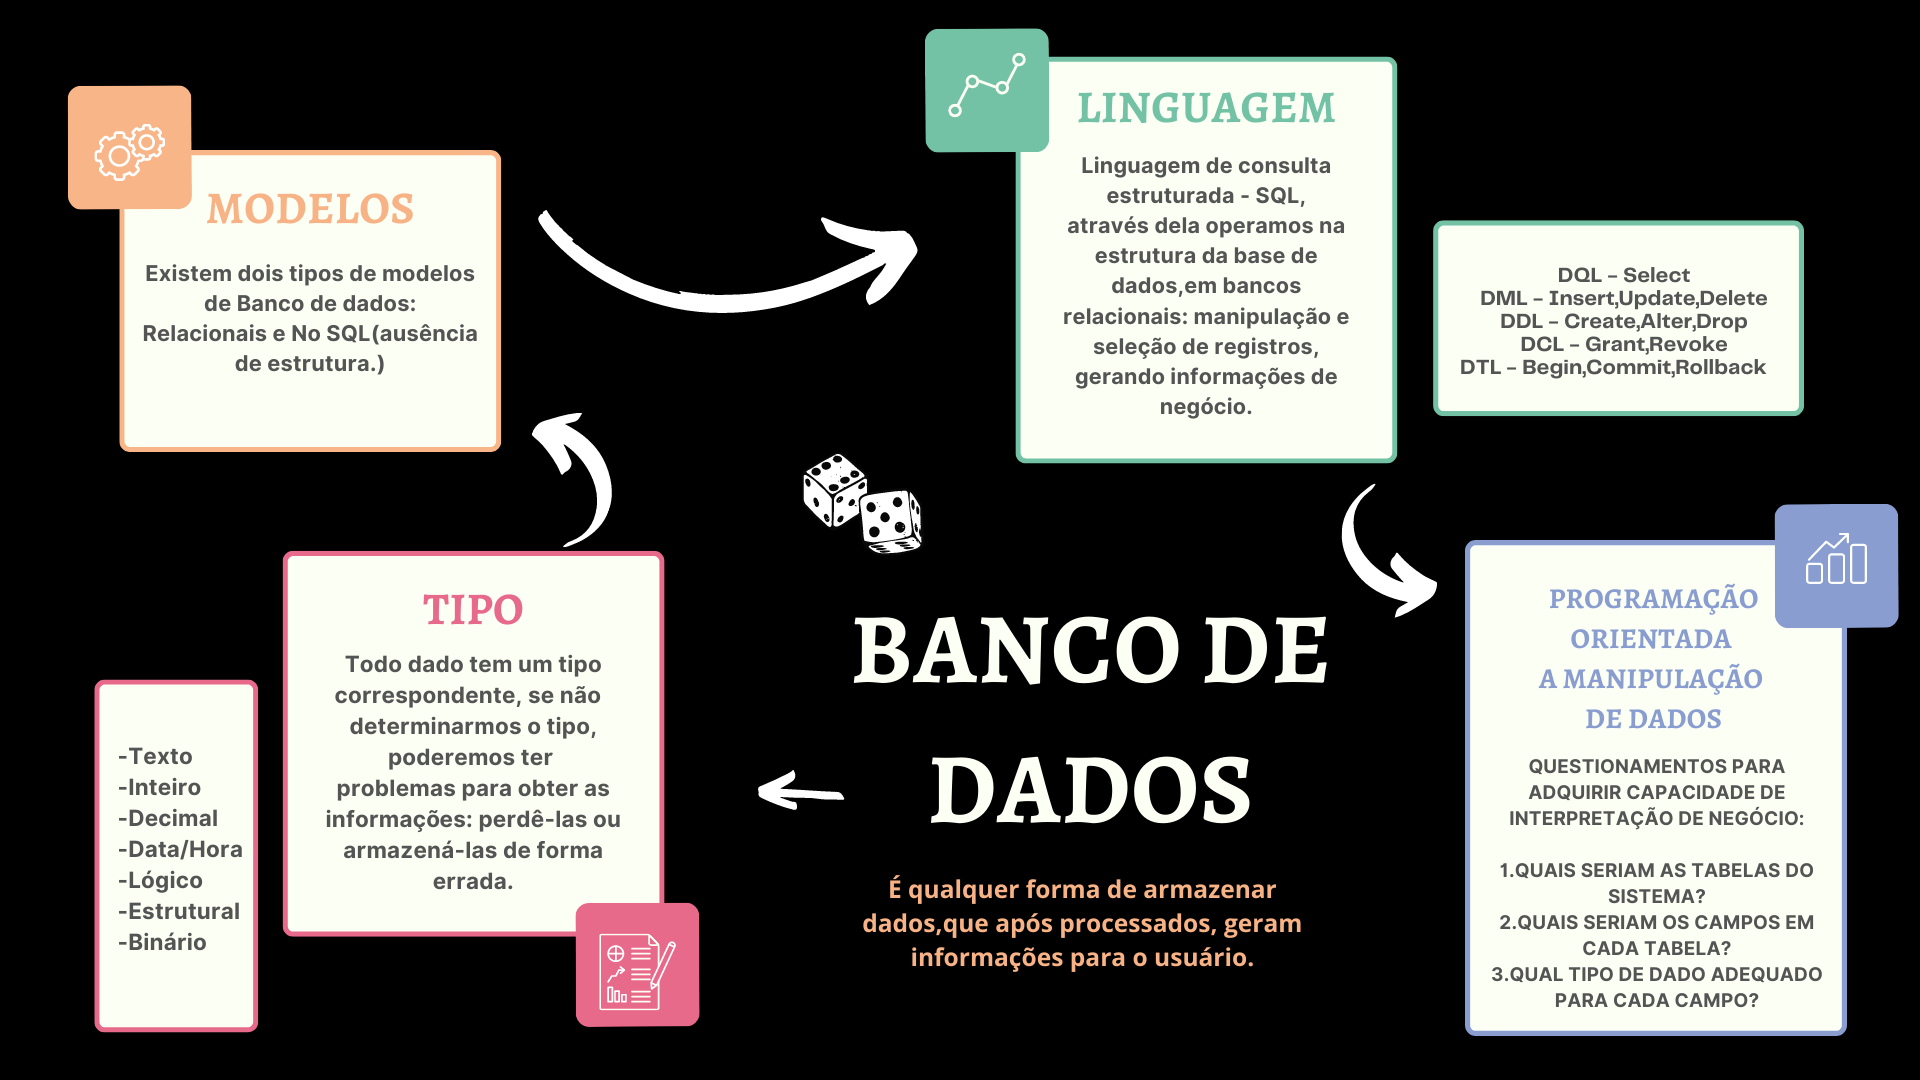 MODELOS
Existem dois tipos de modelos
de Banco de dados:
Relacionais e No SQL(ausência
de estrutura.)
LINGUAGEM
Linguagem de consulta
estruturada - SQL,
através dela operamos na
estrutura da base de
dados,em bancos
relacionais: manipulação e
seleção de registros,
gerando informações de
negócio.
DQL - Select
DML - Insert,Update,Delete
DDL - Create,Alter,Drop
DCL - Grant,Revoke
DTL - Begin,Commit,Rollback
TIPO
Todo dado tem um tipo
correspondente, se não
determinarmos o tipo,
poderemos ter
problemas para obter as
informações: perdê-las ou
armazená-las de forma
errada.
-Texto
-Inteiro
-Decimal
-Data/Hora
-Lógico
-Estrutural
-Binário
BANCO DE
DADOS
É qualquer forma de armazenar
dados,que após processados, geram
informações para o usuário.
PROGRAMAÇÃO
ORIENTADA
A MANIPULAÇÃO
DE DADOS
QUESTIONAMENTOS PARA
ADQUIRIR CAPACIDADE DE
INTERPRETAÇÃO DE NEGÓCIO:
1.QUAIS SERIAM AS TABELAS DO
SISTEMA?
2.QUAIS SERIAM OS CAMPOS EM
CADA TABELA?
3.QUAL TIPO DE DADO ADEQUADO
PARA CADA CAMPO?